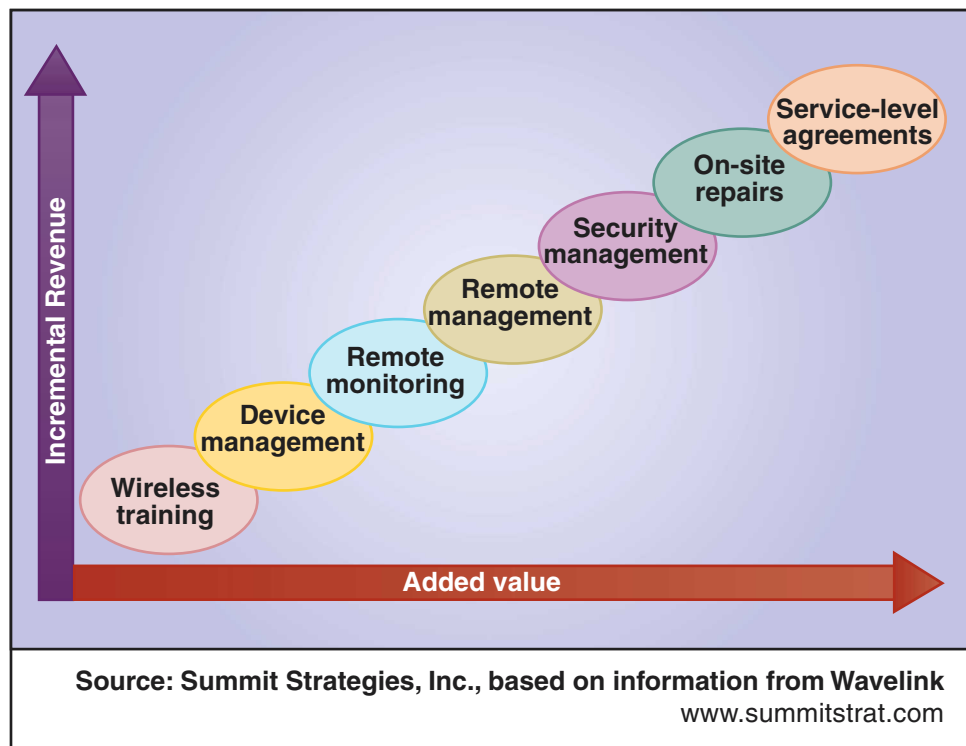 Service-level
agreements
On-site
repairs
Security
management
Remote
management
Remote
monitoring
Device
management
Wireless
training
Incremental Revenue
Added value
Source: Summit Strategies, Inc., based on information from Wavelink
www.summitstrat.com